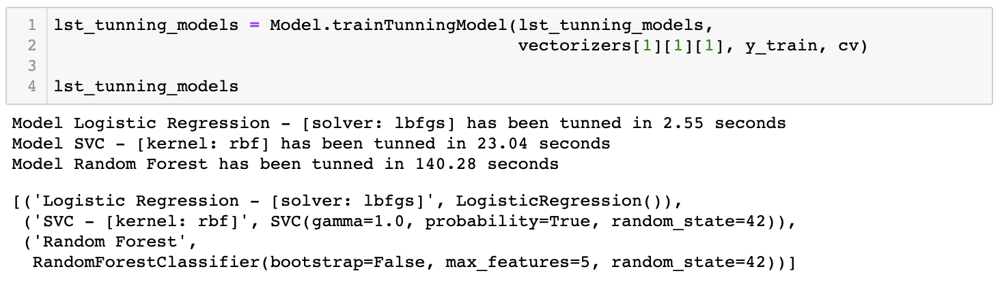 1 lst_tunning_models = Model.trainTunningModel(lst_tunning_models,
2 vectorizers[1][1][1], y_train, cv)
3
4 lst_tunning_models
Model Logistic Regression - [solver: lbfgs] has been tunned in 2.55 seconds
Model SVC - [kernel: rbf] has been tunned in 23.04 seconds
Model Random Forest has been tunned in 140.28 seconds
[('Logistic Regression - [solver: lbfgs]', LogisticRegression()),
('SVC - [kernel: rbf]', SVC(gamma=1.0, probability=True, random_state=42)),
('Random Forest',
RandomForestClassifier(bootstrap=False, max_features=5, random_state=42))]